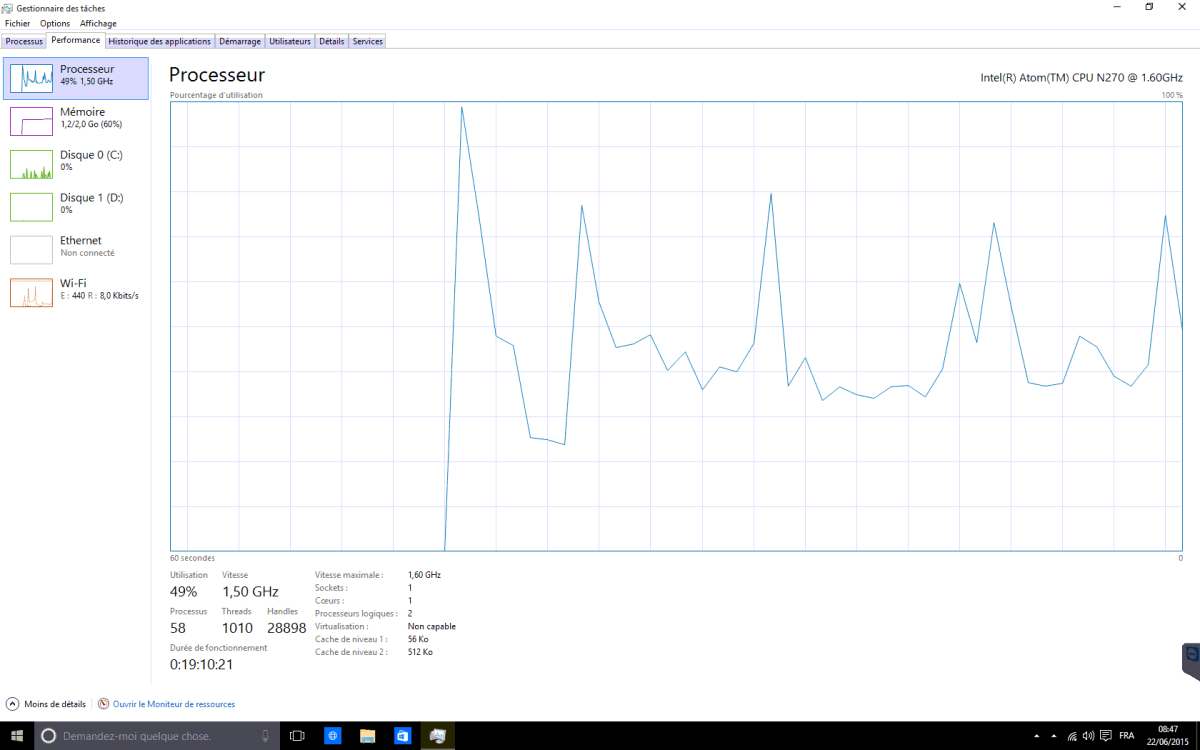 Gestionnaire des tâches
Fichier Options Affichage
Processus Performance Historique des applications Démarrage Utilisateurs Détails Services
Processeur
49% 1,50 GHz
Mémoire
1,2/2,0 Go (60%)
Disque 0 (C:)
0%
Disque 1 (D:)
0%
Ethernet
Non connecté
Wi-Fi
E : 440 R : 8,0 Kbits/s
Processeur
Intel(R) Atom(TM) CPU N270 @ 1.60GHz
Pourcentage d'utilisation 100 %
60 secondes 0
Utilisation Vitesse
49% 1,50 GHz
Processus Threads Handles
58 1010 28898
Durée de fonctionnement
0:19:10:21
Vitesse maximale : 1,60 GHz
Sockets : 1
Cœurs : 1
Processeurs logiques : 2
Virtualisation : Non capable
Cache de niveau 1 : 56 Ko
Cache de niveau 2 : 512 Ko
Moins de détails Ouvrir le Moniteur de ressources
Demandez-moi quelque chose.
FRA
08:47
22/06/2015